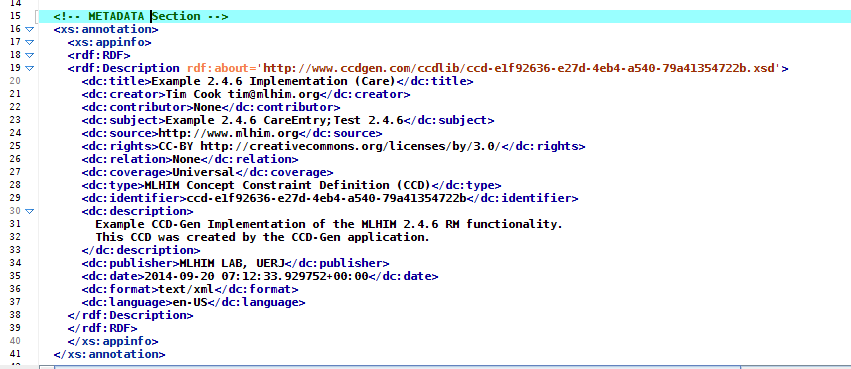 14
15 <!-- METADATA Section -->
16 <xs:annotation>
17 <xs:appinfo>
18 <rdf:RDF>
19 <rdf:Description rdf:about='http://www.ccdgen.com/ccdlib/ccd-e1f92636-e27d-4eb4-a540-79a41354722b.xsd'>
20 <dc:title>Example 2.4.6 Implementation (Care)</dc:title>
21 <dc:creator>Tim Cook tim@mlhim.org</dc:creator>
22 <dc:contributor>None</dc:contributor>
23 <dc:subject>Example 2.4.6 CareEntry;Test 2.4.6</dc:subject>
24 <dc:source>http://www.mlhim.org</dc:source>
25 <dc:rights>CC-BY http://creativecommons.org/licenses/by/3.0/</dc:rights>
26 <dc:relation>None</dc:relation>
27 <dc:coverage>Universal</dc:coverage>
28 <dc:type>MLHIM Concept Constraint Definition (CCD)</dc:type>
29 <dc:identifier>ccd-e1f92636-e27d-4eb4-a540-79a41354722b</dc:identifier>
30 <dc:description>
31 Example CCD-Gen Implementation of the MLHIM 2.4.6 RM functionality.
32 This CCD was created by the CCD-Gen application.
33 </dc:description>
34 <dc:publisher>MLHIM LAB, UERJ</dc:publisher>
35 <dc:date>2014-09-20 07:12:33.929752+00:00</dc:date>
36 <dc:format>text/xml</dc:format>
37 <dc:language>en-US</dc:language>
38 </rdf:Description>
39 </rdf:RDF>
40 </xs:appinfo>
41 </xs:annotation>